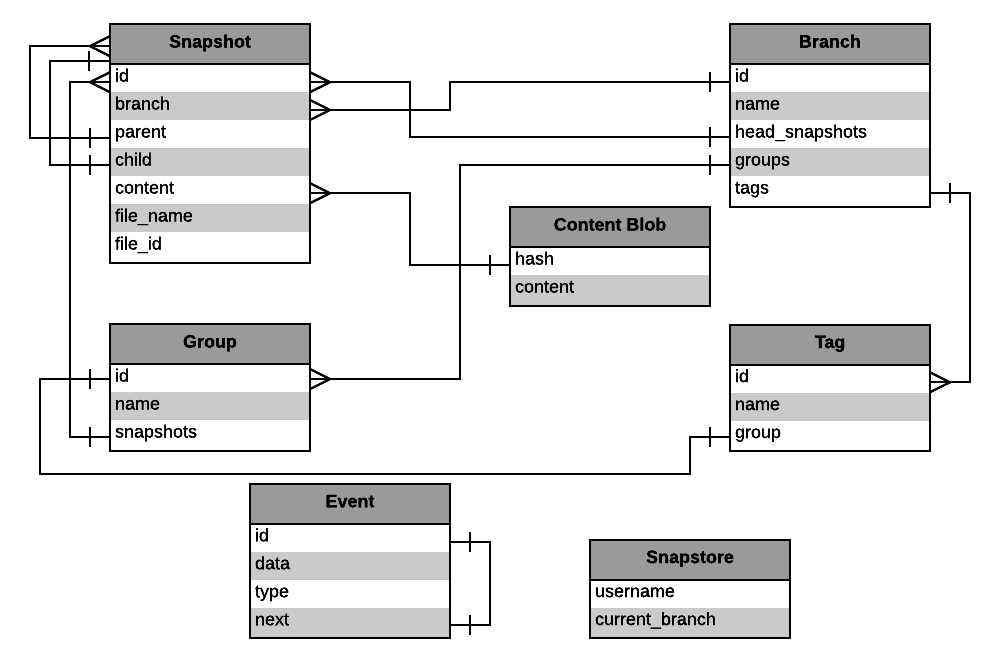 Snapshot
id
branch
parent
child
content
file_name
file_id
Branch
id
name
head_snapshots
groups
tags
Content Blob
hash
content
Group
id
name
snapshots
Tag
id
name
group
Event
id
data
type
next
Snapstore
username
current_branch